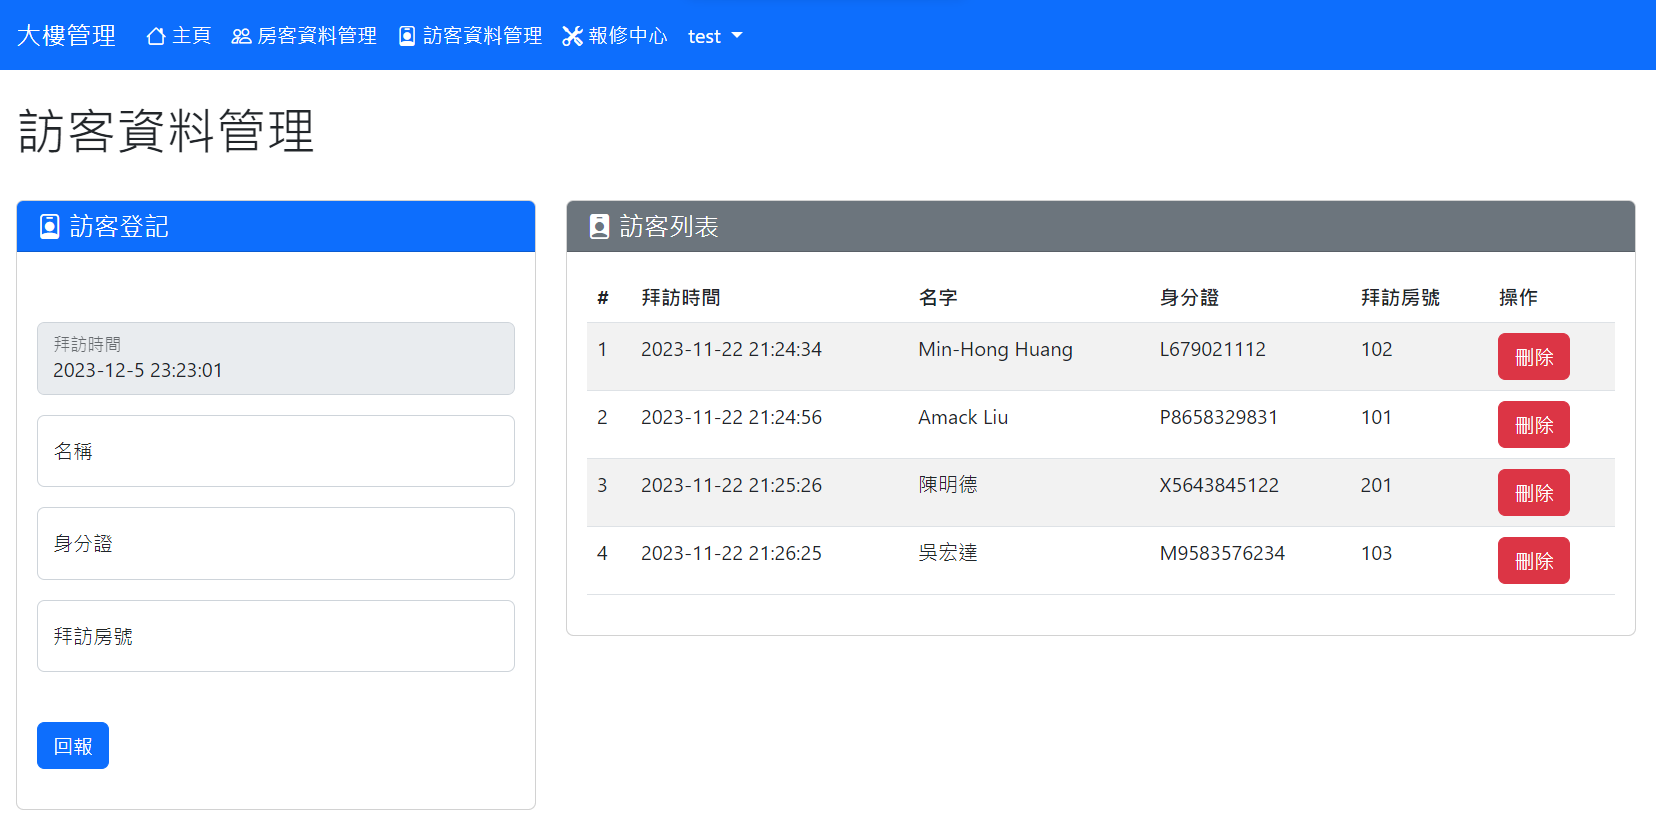 大樓管理 主頁 房客資料管理 訪客資料管理 報修中心 test
訪客資料管理
訪客登記
拜訪時間
2023-12-5 23:23:01
名稱
身分證
拜訪房號
回報
訪客列表
# 拜訪時間 名字 身分證 拜訪房號 操作
1 2023-11-22 21:24:34 Min-Hong Huang L679021112 102 刪除
2 2023-11-22 21:24:56 Amack Liu P8658329831 101 刪除
3 2023-11-22 21:25:26 陳明德 X5643845122 201 刪除
4 2023-11-22 21:26:25 吳宏達 M9583576234 103 刪除